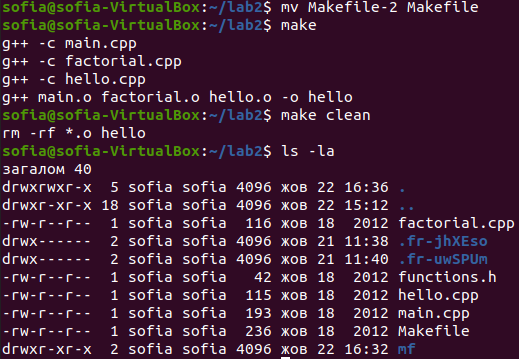 sofia@sofia-VirtualBox:~/lab2$ mv Makefile-2 Makefile
sofia@sofia-VirtualBox:~/lab2$ make
g++ -c main.cpp
g++ -c factorial.cpp
g++ -c hello.cpp
g++ main.o factorial.o hello.o -o hello
sofia@sofia-VirtualBox:~/lab2$ make clean
rm -rf *.o hello
sofia@sofia-VirtualBox:~/lab2$ ls -la
загалом 40
drwxrwxr-x  5 sofia sofia 4096 жов 22 16:36 .
drwxr-xr-x 18 sofia sofia 4096 жов 22 15:12 ..
-rw-r--r--  1 sofia sofia  116 жов 18  2012 factorial.cpp
drwx------  2 sofia sofia 4096 жов 21 11:38 .fr-jhXEso
drwx------  2 sofia sofia 4096 жов 21 11:40 .fr-uwSPUm
-rw-r--r--  1 sofia sofia   42 жов 18  2012 functions.h
-rw-r--r--  1 sofia sofia  115 жов 18  2012 hello.cpp
-rw-r--r--  1 sofia sofia  193 жов 18  2012 main.cpp
-rw-r--r--  1 sofia sofia  236 жов 18  2012 Makefile
drwxr-xr-x  2 sofia sofia 4096 жов 22 16:32 mf